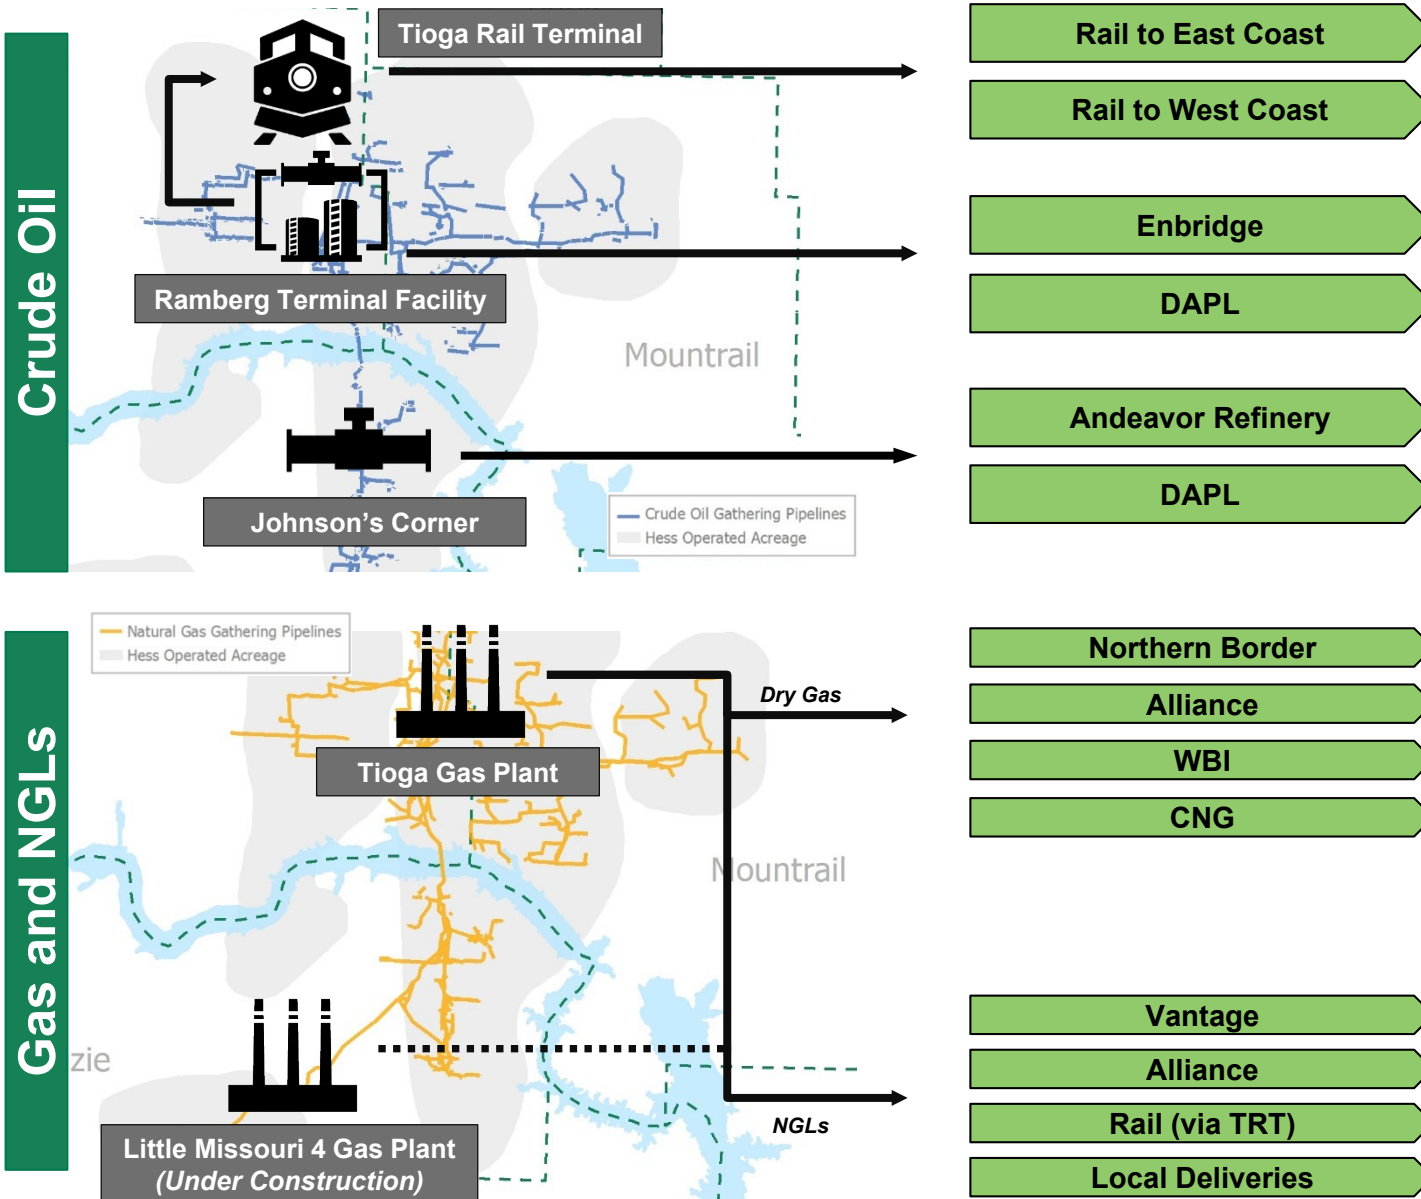 Crude Oil
Tioga Rail Terminal
Ramberg Terminal Facility
Mountrail
Johnson's Corner
Crude Oil Gathering Pipelines
Hess Operated Acreage
Rail to East Coast
Rail to West Coast
Enbridge
DAPL
Andeavor Refinery
DAPL
Gas and NGLs
Natural Gas Gathering Pipelines
Hess Operated Acreage
Tioga Gas Plant
Dry Gas
Mountrail
zie
Little Missouri 4 Gas Plant
(Under Construction)
NGLs
Northern Border
Alliance
WBI
CNG
Vantage
Alliance
Rail (via TRT)
Local Deliveries